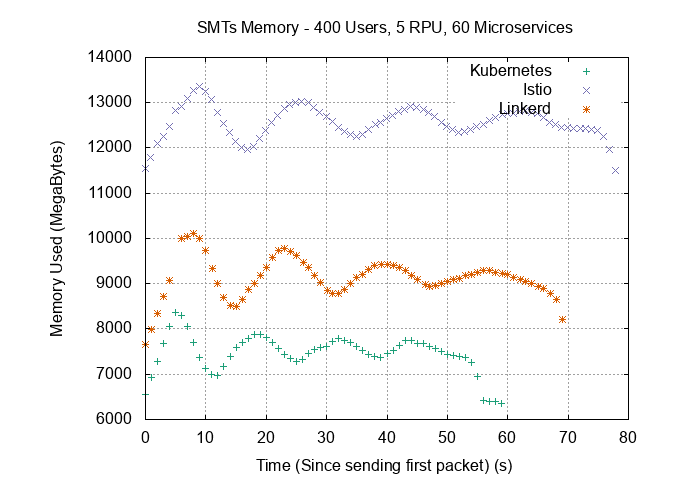 SMTs Memory - 400 Users, 5 RPU, 60 Microservices
14000
13000
12000
11000
10000
9000
8000
7000
6000
Memory Used (MegaBytes)
Kubernetes
Istio
Linkerd
0 10 20 30 40 50 60 70 80
Time (Since sending first packet) (s)